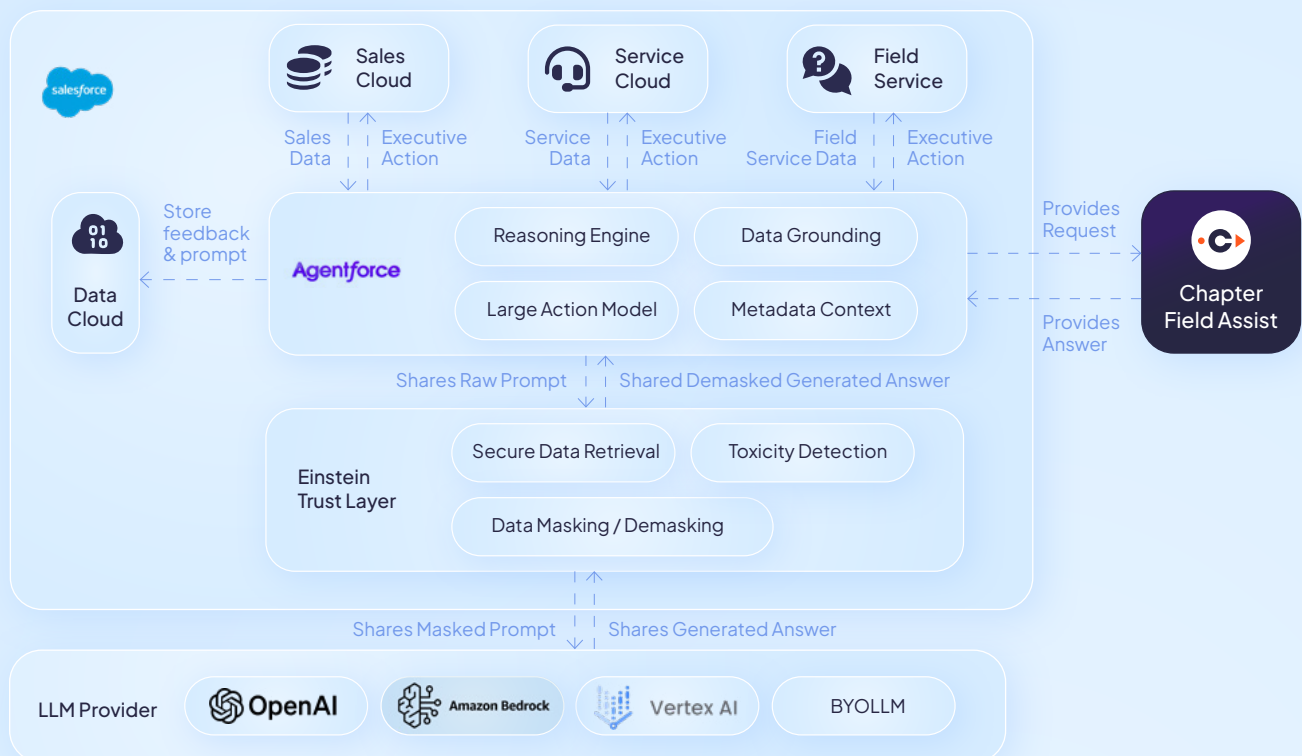 salesforce
Sales
Cloud
Service
Cloud
Field
Service
Sales
Data
Executive
Action
Service
Data
Executive
Action
Field
Service Data
Executive
Action
01
10
Data
Cloud
Store
feedback
& prompt
Agentforce
Reasoning Engine
Data Grounding
Large Action Model
Metadata Context
Provides
Request
Provides
Answer
C
Chapter
Field Assist
Shares Raw Prompt
Shared Demasked Generated Answer
Einstein
Trust Layer
Secure Data Retrieval
Toxicity Detection
Data Masking / Demasking
Shares Masked Prompt
Shares Generated Answer
LLM Provider
OpenAI
Amazon Bedrock
Vertex AI
BYOLLM